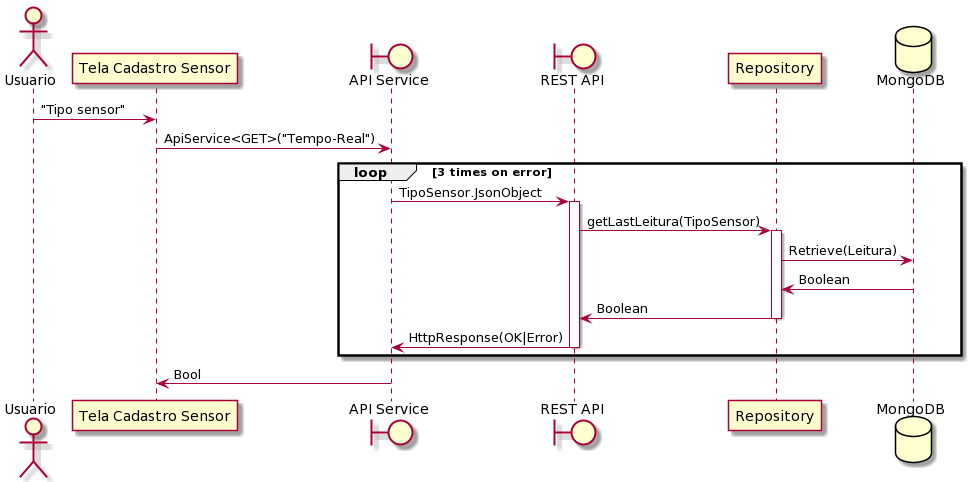 Usuario
Tela Cadastro Sensor
API Service
REST API
Repository
MongoDB
"Tipo sensor"
ApiService<GET>("Tempo-Real")
loop [3 times on error]
TipoSensor.JsonObject
getLastLeitura(TipoSensor)
Retrieve(Leitura)
Boolean
Boolean
HttpResponse(OK|Error)
Bool
Usuario
Tela Cadastro Sensor
API Service
REST API
Repository
MongoDB